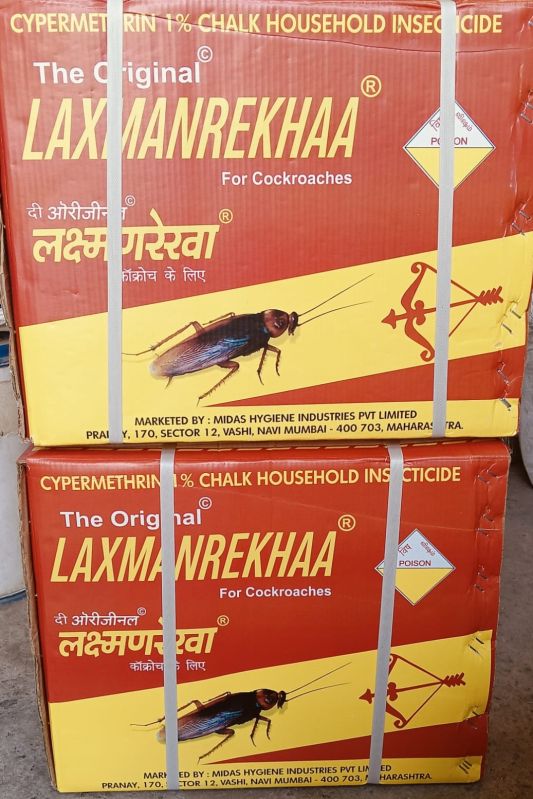 CYPERMETHRIN 1% CHALK HOUSEHOLD INSECTICIDE
©
The Original
LAXMANREKHAA®
For Cockroaches
POISON
दी ऑरीजीनल©
लक्ष्मणरेखा®
कॉक्रोच के लिए
MARKETED BY : MIDAS HYGIENE INDUSTRIES PVT LIMITED
PRANAY, 170, SECTOR 12, VASHI, NAVI MUMBAI - 400 703, MAHARASHTRA.
CYPERMETHRIN 1% CHALK HOUSEHOLD INSECTICIDE
©
The Original
LAXMANREKHAA®
For Cockroaches
POISON
दी ऑरीजीनल©
लक्ष्मणरेखा®
कॉक्रोच के लिए
MARKETED BY : MIDAS HYGIENE INDUSTRIES PVT LIMITED
PRANAY, 170, SECTOR 12, VASHI, NAVI MUMBAI - 400 703, MAHARASHTRA.